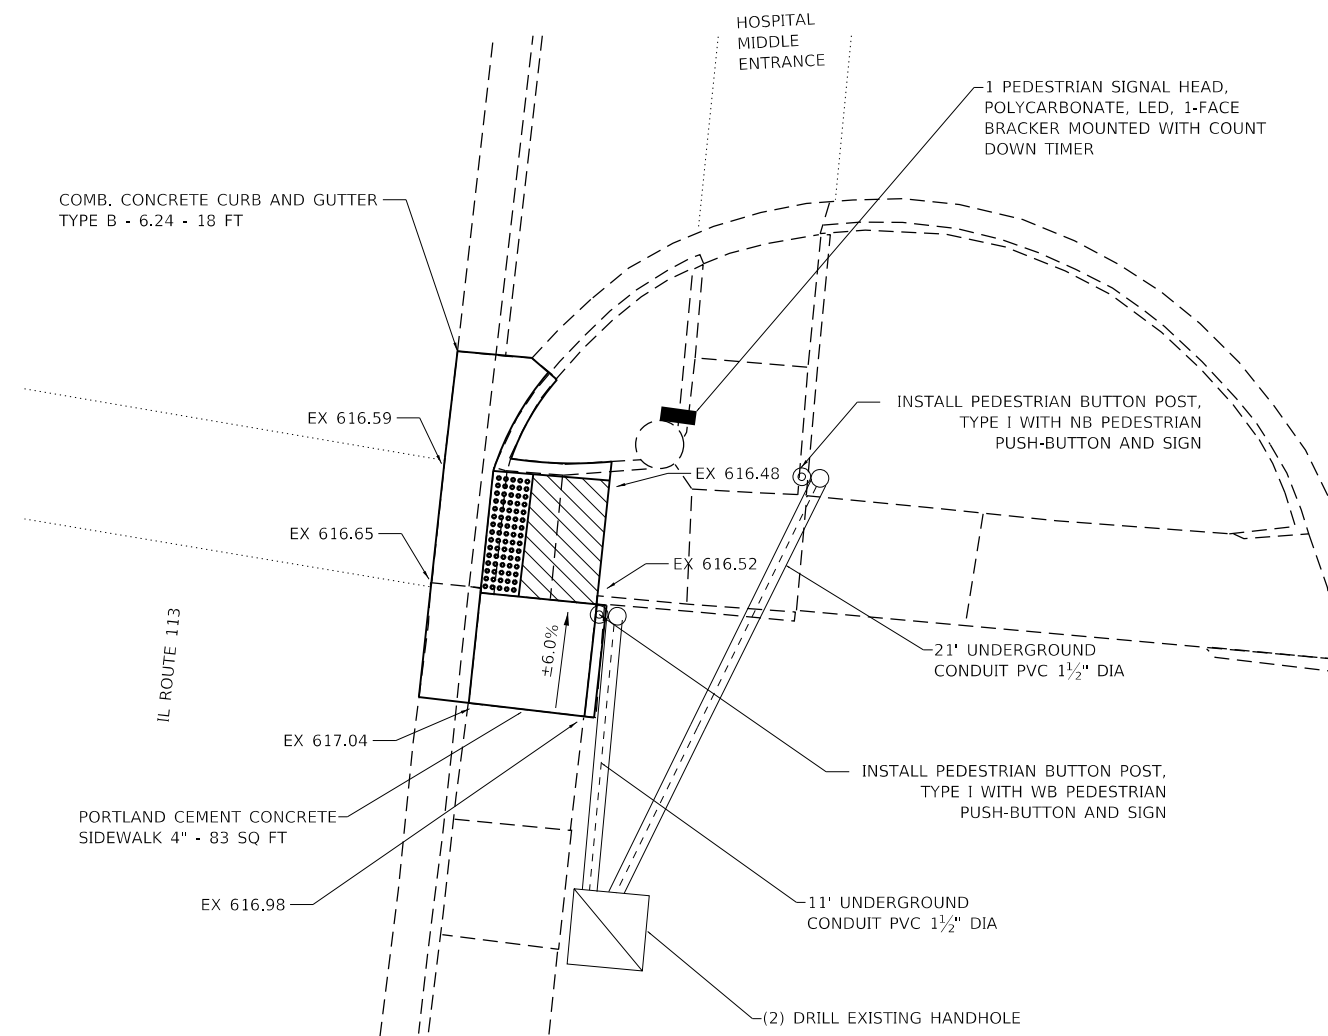 HOSPITAL
MIDDLE
ENTRANCE
1 PEDESTRIAN SIGNAL HEAD,
POLYCARBONATE, LED, 1-FACE
BRACKER MOUNTED WITH COUNT
DOWN TIMER
COMB. CONCRETE CURB AND GUTTER
TYPE B - 6.24 - 18 FT
EX 616.59
INSTALL PEDESTRIAN BUTTON POST,
TYPE I WITH NB PEDESTRIAN
PUSH-BUTTON AND SIGN
EX 616.48
EX 616.65
EX 616.52
±6.0%
IL ROUTE 113
21' UNDERGROUND
CONDUIT PVC 1½" DIA
EX 617.04
INSTALL PEDESTRIAN BUTTON POST,
TYPE I WITH WB PEDESTRIAN
PUSH-BUTTON AND SIGN
PORTLAND CEMENT CONCRETE
SIDEWALK 4" - 83 SQ FT
EX 616.98
11' UNDERGROUND
CONDUIT PVC 1½" DIA
(2) DRILL EXISTING HANDHOLE